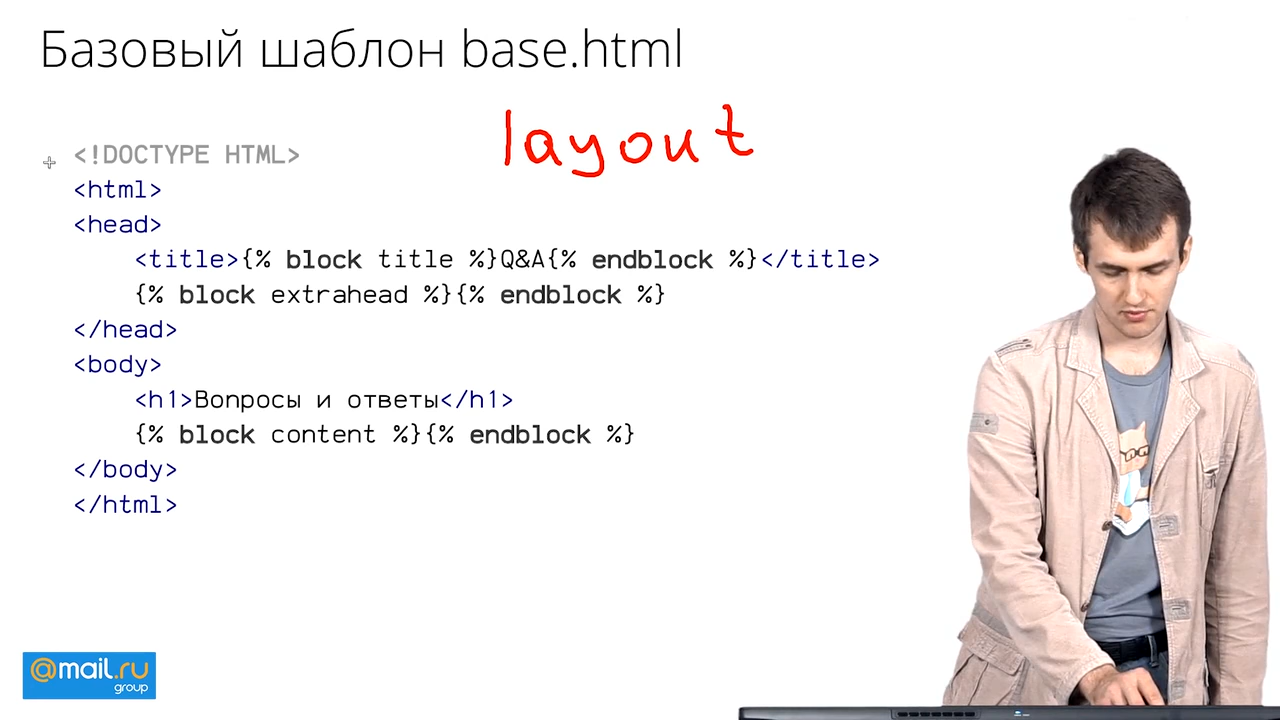 Базовый шаблон base.html
layout
<!DOCTYPE HTML>
<html>
<head>
<title>{% block title %}Q&A{% endblock %}</title>
{% block extrahead %}{% endblock %}
</head>
<body>
<h1>Вопросы и ответы</h1>
{% block content %}{% endblock %}
</body>
</html>
@mail.ru
group